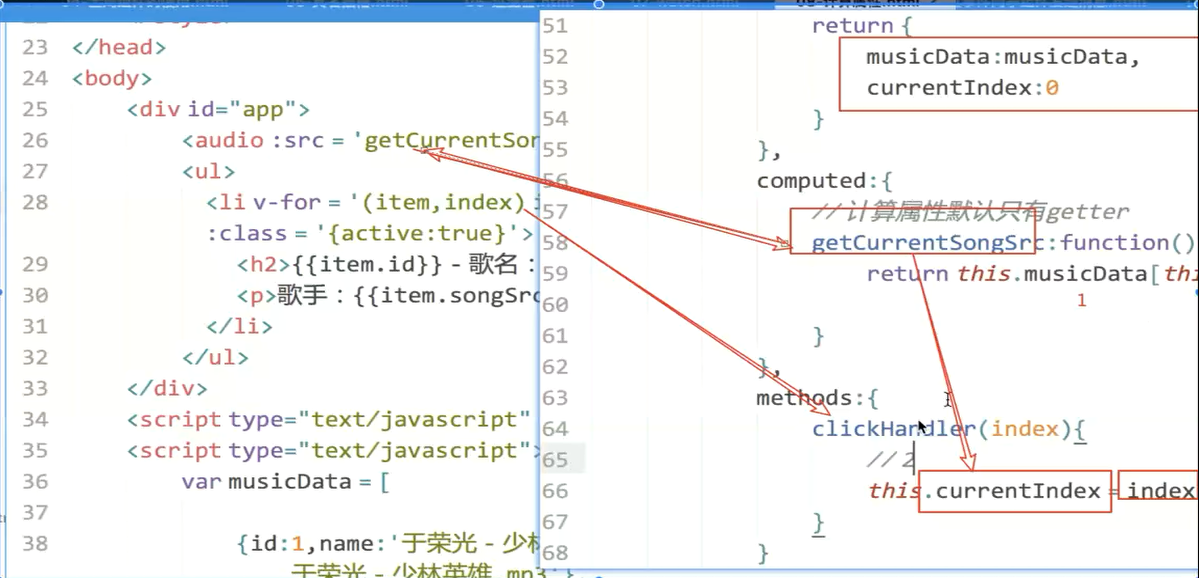 23 </head>
24 <body>
25 <div id="app">
26 <audio :src = 'getCurrentSon
27 <ul>
28 <li v-for = '(item,index)
:class = '{active:true}'>
29 <h2>{{item.id}} - 歌名：
30 <p>歌手：{{item.songSrc
31 </li>
32 </ul>
33 </div>
34 <script type="text/javascript"
35 <script type="text/javascript">
36 var musicData = [
37
38 {id:1,name:'于荣光 - 少林
于荣光 - 少林英雄.mp3'}
51 return {
52 musicData:musicData,
53 currentIndex:0
54 }
55 },
56 computed:{
57 //计算属性默认只有getter
58 getCurrentSongSrc:function()
59 return this.musicData[thi
60 1
61 }
62 },
63 methods:{
64 clickHandler(index){
65 //2
66 this.currentIndex = index
67 }
68 }